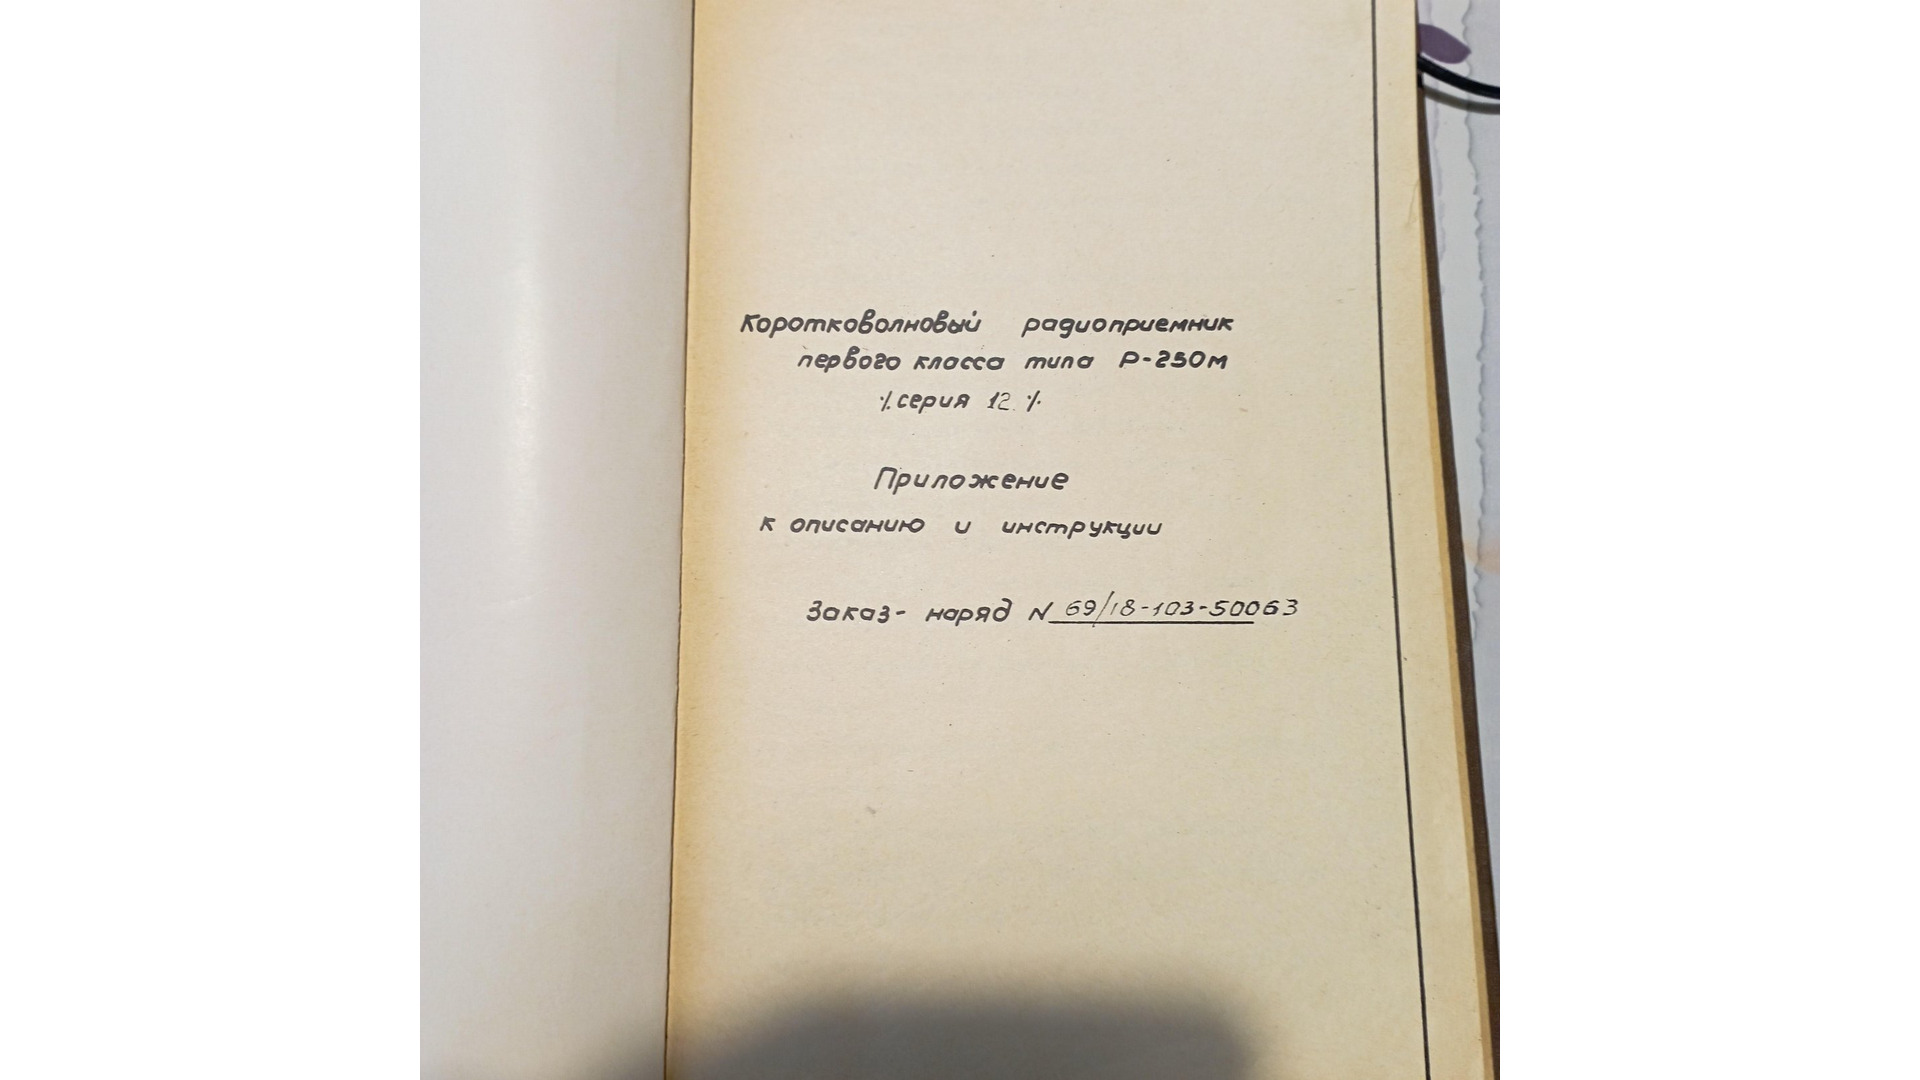 Коротковолновый радиоприемник
первого класса типа Р-250м
⁒ серия 12. ⁒
Приложение
к описанию и инструкции
Заказ- наряд N 69/18-103-50063